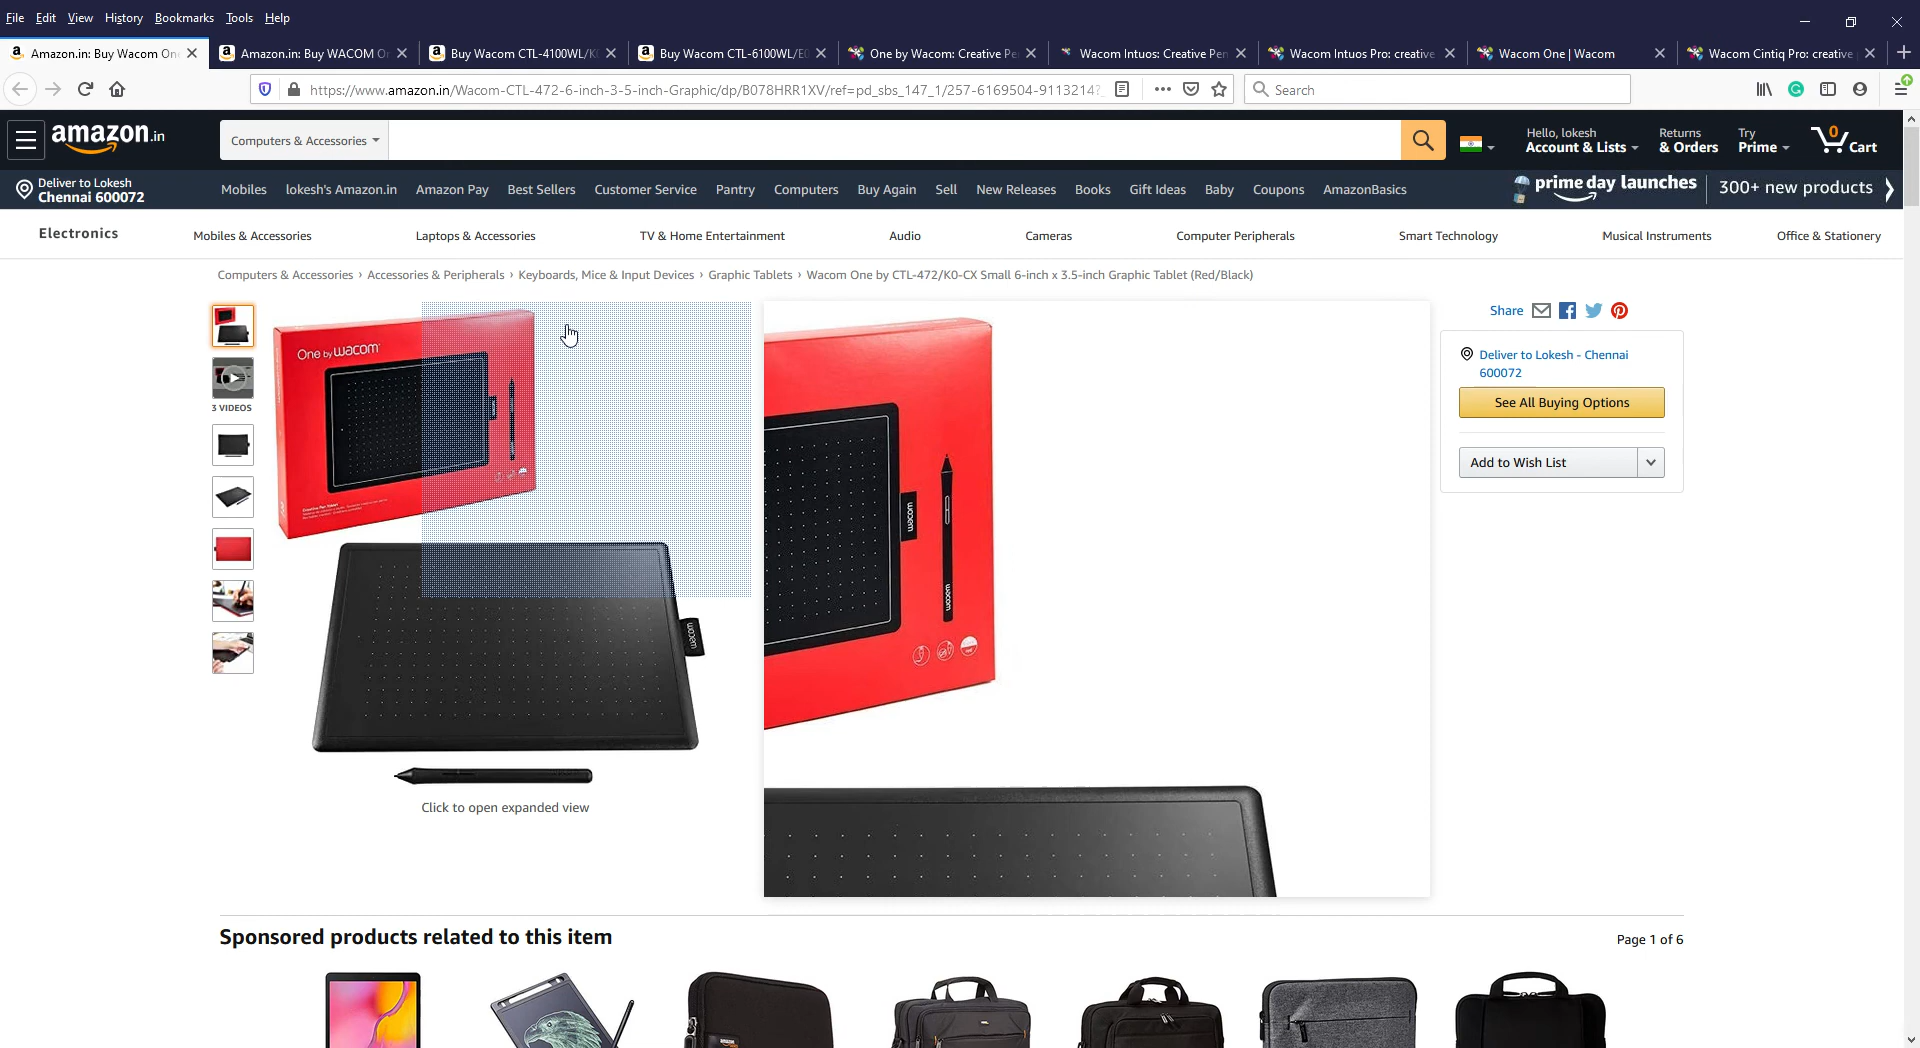 File Edit View History Bookmarks Tools Help
Amazon.in: Buy Wacom One
Amazon.in: Buy WACOM Or
Buy Wacom CTL-4100WL/K
Buy Wacom CTL-6100WL/E
One by Wacom: Creative Pe
Wacom Intuos: Creative Pen
Wacom Intuos Pro: creative
Wacom One | Wacom
Wacom Cintiq Pro: creative
https://www.amazon.in/Wacom-CTL-472-6-inch-3-5-inch-Graphic/dp/B078HRR1XV/ref=pd_sbs_147_1/257-6169504-9113214?
Search
amazon.in
Computers & Accessories
Hello, lokesh
Account & Lists
Returns
& Orders
Try
Prime
0
Cart
Deliver to Lokesh
Chennai 600072
Mobiles lokesh's Amazon.in Amazon Pay Best Sellers Customer Service Pantry Computers Buy Again Sell New Releases Books Gift Ideas Baby Coupons AmazonBasics
prime day launches 300+ new products
Electronics Mobiles & Accessories Laptops & Accessories TV & Home Entertainment Audio Cameras Computer Peripherals Smart Technology Musical Instruments Office & Stationery
Computers & Accessories › Accessories & Peripherals › Keyboards, Mice & Input Devices › Graphic Tablets › Wacom One by CTL-472/K0-CX Small 6-inch x 3.5-inch Graphic Tablet (Red/Black)
3 VIDEOS
One by wacom
wacom
Click to open expanded view
wacom
wacom
Share
Deliver to Lokesh - Chennai
600072
See All Buying Options
Add to Wish List
Sponsored products related to this item
Page 1 of 6